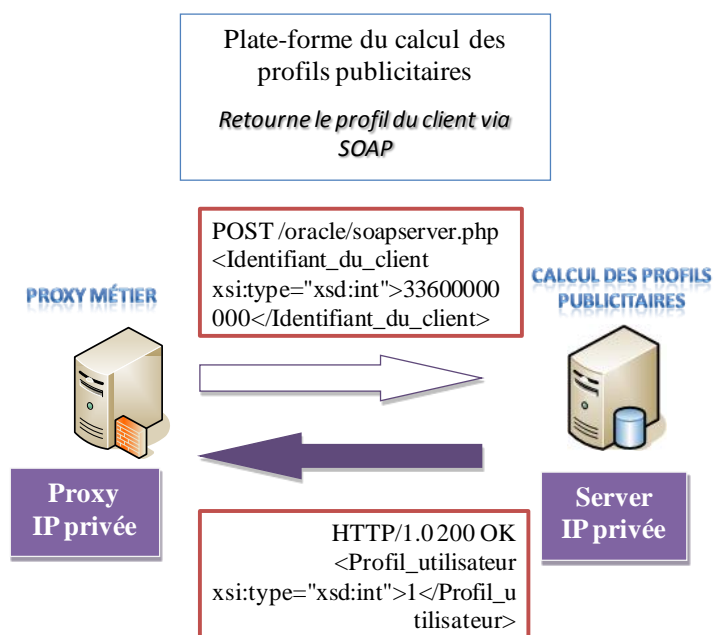 Plate-forme du calcul des
profils publicitaires
Retourne le profil du client via
SOAP
POST /oracle/soapserver.php
<Identifiant_du_client
xsi:type="xsd:int">33600000
000</Identifiant_du_client>
PROXY MÉTIER
CALCUL DES PROFILS
PUBLICITAIRES
Proxy
IP privée
Server
IP privée
HTTP/1.0 200 OK
<Profil_utilisateur
xsi:type="xsd:int">1</Profil_u
tilisateur>